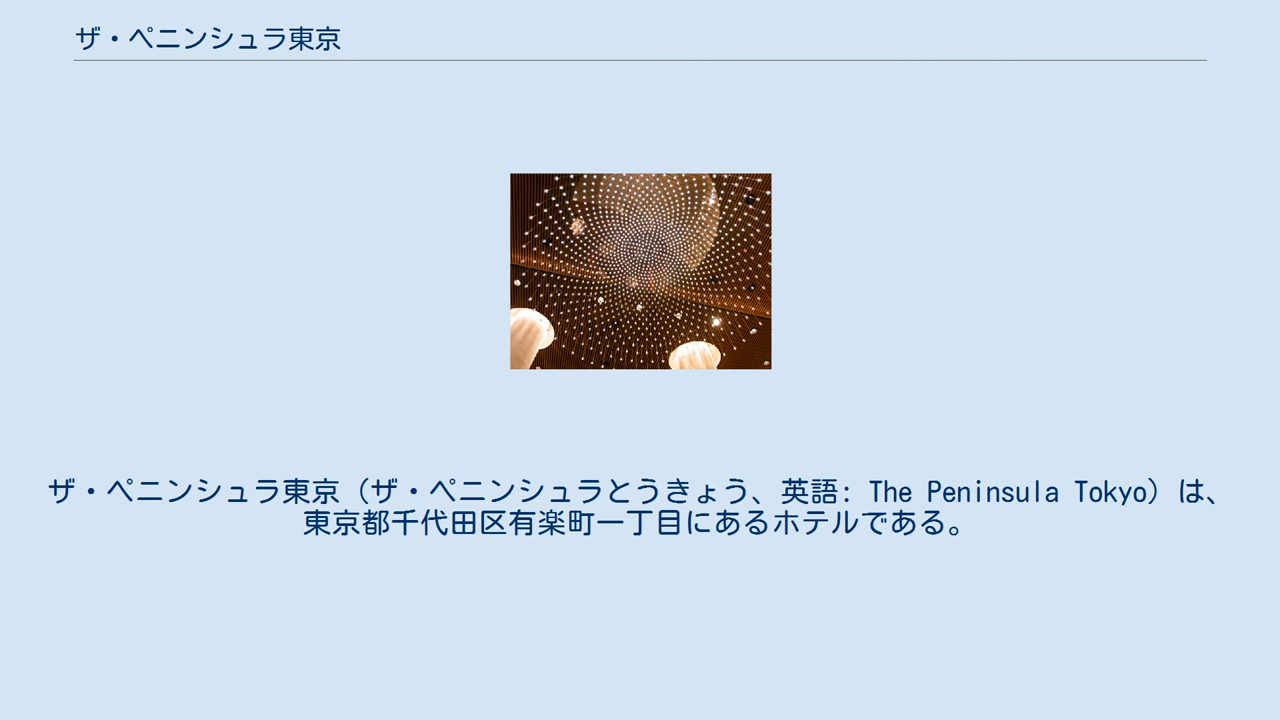 ザ・ペニンシュラ東京
ザ・ペニンシュラ東京（ザ・ペニンシュラとうきょう、英語: The Peninsula Tokyo）は、
東京都千代田区有楽町一丁目にあるホテルである。